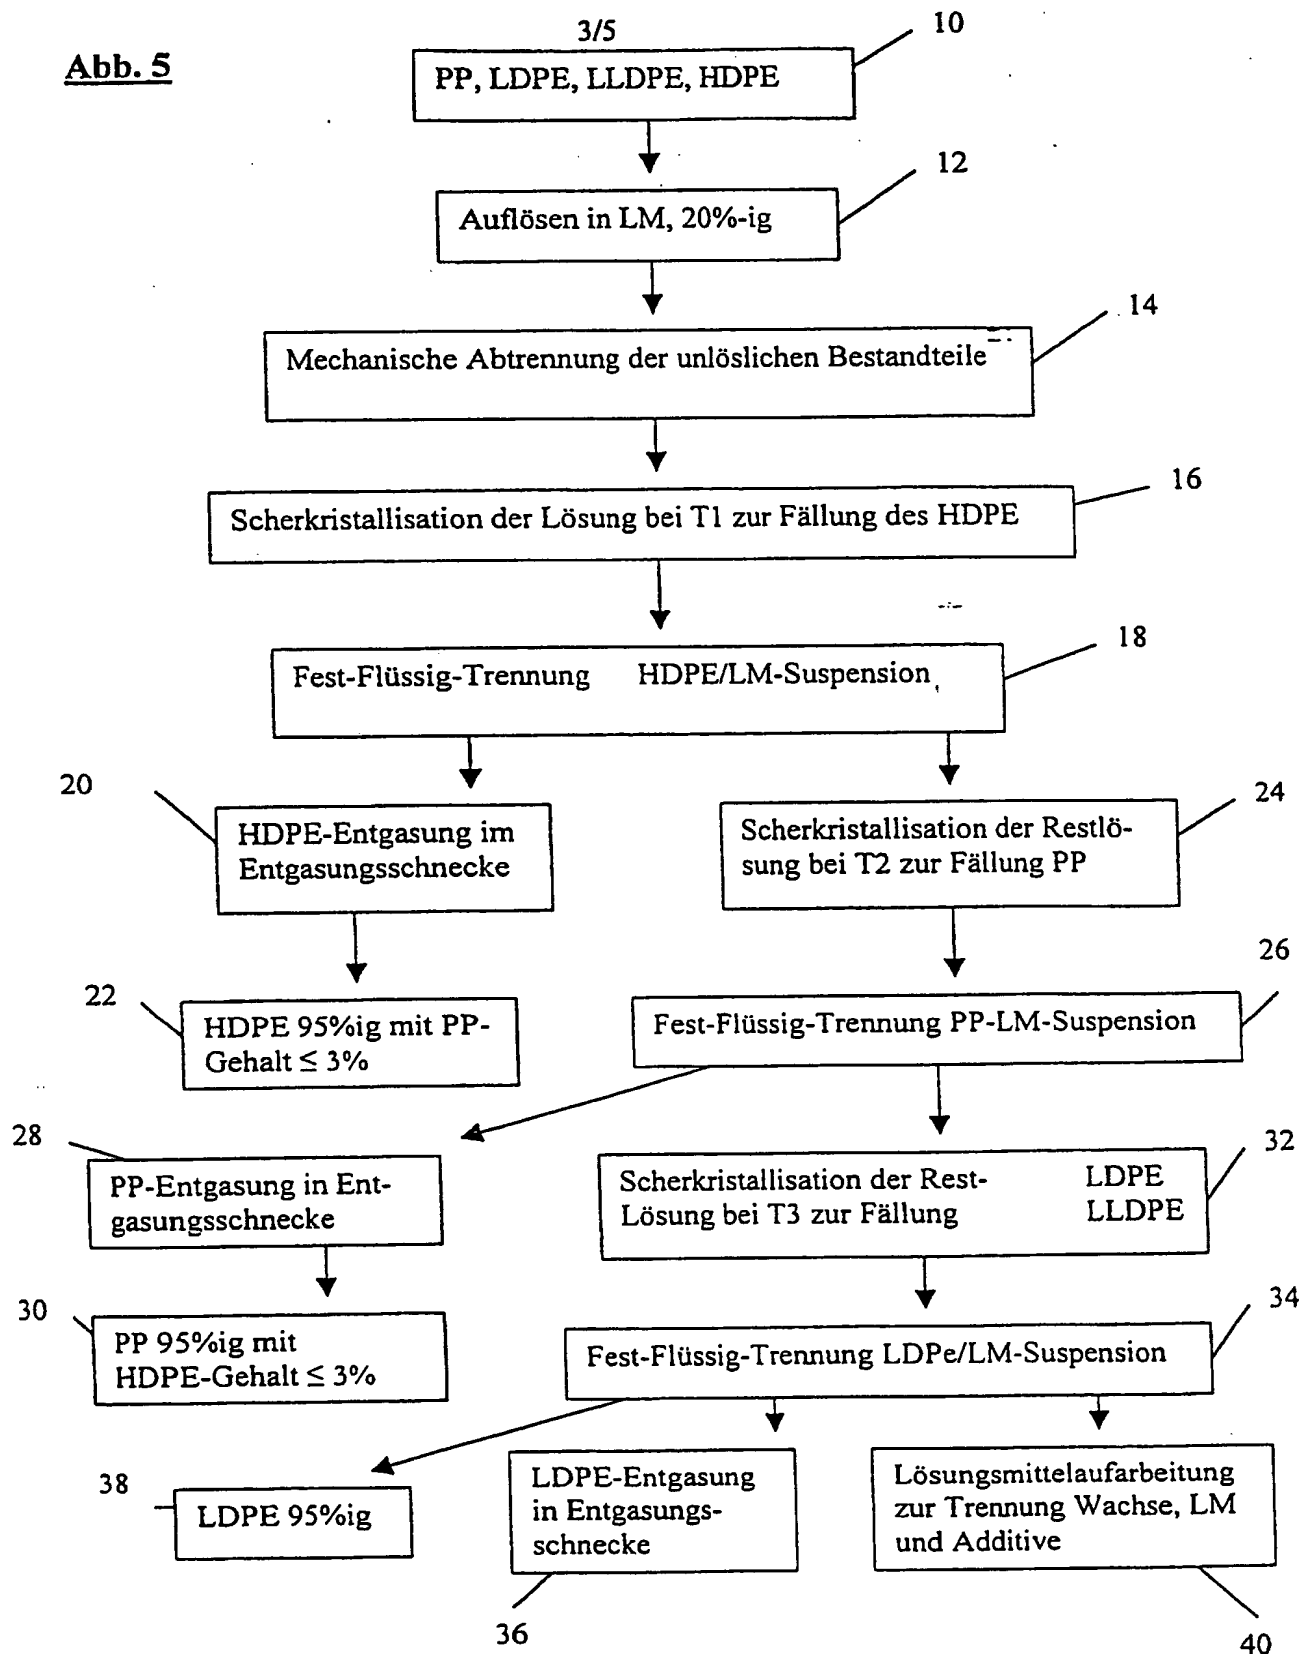 3/5
Abb. 5
10
PP, LDPE, LLDPE, HDPE
12
Auflösen in LM, 20%-ig
14
Mechanische Abtrennung der unlöslichen Bestandteile
16
Scherkristallisation der Lösung bei T1 zur Fällung des HDPE
18
Fest-Flüssig-Trennung HDPE/LM-Suspension
20
HDPE-Entgasung im
Entgasungsschnecke
24
Scherkristallisation der Restlö-
sung bei T2 zur Fällung PP
22
HDPE 95%ig mit PP-
Gehalt ≤ 3%
26
Fest-Flüssig-Trennung PP-LM-Suspension
28
PP-Entgasung in Ent-
gasungsschnecke
32
Scherkristallisation der Rest- LDPE
Lösung bei T3 zur Fällung LLDPE
30
PP 95%ig mit
HDPE-Gehalt ≤ 3%
34
Fest-Flüssig-Trennung LDPe/LM-Suspension
38
LDPE 95%ig
LDPE-Entgasung
in Entgasungs-
schnecke
36
Lösungsmittelaufarbeitung
zur Trennung Wachse, LM
und Additive
40